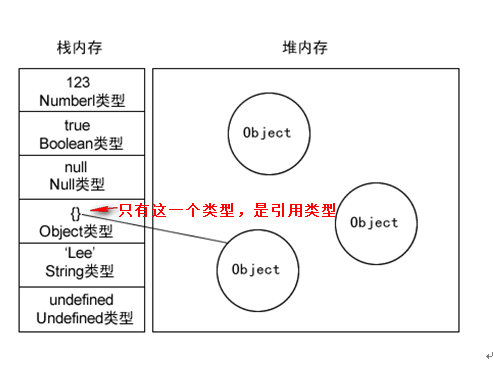 栈内存
堆内存
123
Numberl类型
true
Boolean类型
null
Null类型
{}
Object类型
‘Lee’
String类型
undefined
Undefined类型
只有这一个类型，是引用类型
Object
Object
Object